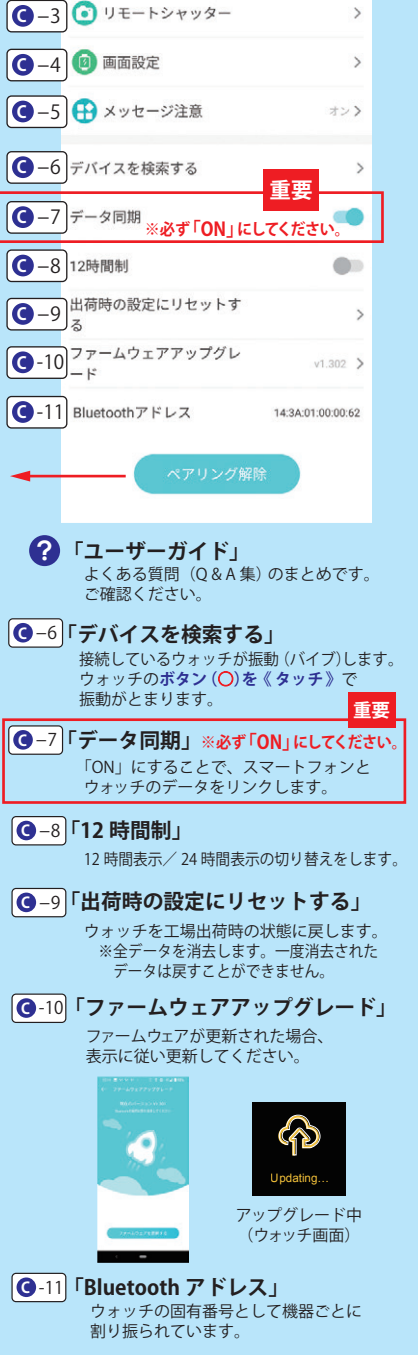 C-3 リモートシャッター >
C-4 画面設定 >
C-5 メッセージ注意 オン >
C-6 デバイスを検索する >
重要
C-7 データ同期 ※必ず「ON」にしてください。
C-8 12時間制
C-9 出荷時の設定にリセットす
る >
C-10 ファームウェアアップグレ
ード v1.302 >
C-11 Bluetoothアドレス 14:3A:01:00:00:62
ペアリング解除
? 「ユーザーガイド」
よくある質問（Q & A 集）のまとめです。
ご確認ください。
C-6「デバイスを検索する」
接続しているウォッチが振動（バイブ）します。
ウォッチのボタン（○）を《 タッチ 》で
振動がとまります。
重要
C-7「データ同期」※必ず「ON」にしてください。
「ON」にすることで、スマートフォンと
ウォッチのデータをリンクします。
C-8「12 時間制」
12 時間表示／ 24 時間表示の切り替えをします。
C-9「出荷時の設定にリセットする」
ウォッチを工場出荷時の状態に戻します。
※全データを消去します。一度消去された
データは戻すことができません。
C-10「ファームウェアアップグレード」
ファームウェアが更新された場合、
表示に従い更新してください。
ファームウェアアップグレード
Updating...
アップグレード中
（ウォッチ画面）
C-11「Bluetooth アドレス」
ウォッチの固有番号として機器ごとに
割り振られています。